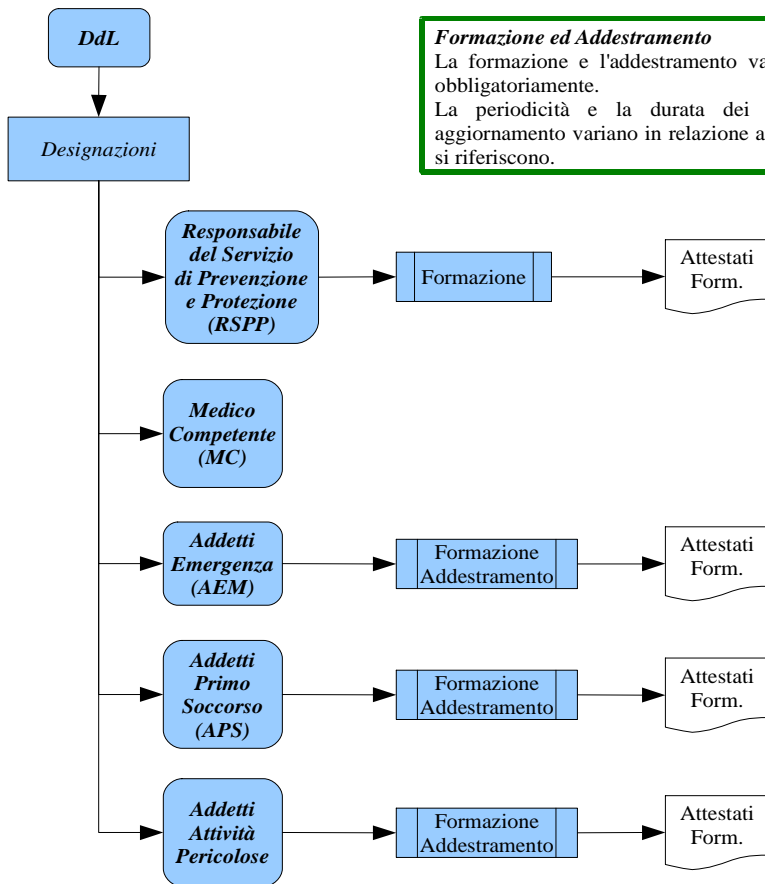 DdL
Formazione ed Addestramento
La formazione e l'addestramento
obbligatoriamente.
La periodicità e la durata dei
aggiornamento variano in relazione
si riferiscono.
Designazioni
Responsabile
del Servizio
di Prevenzione
e Protezione
(RSPP)
Formazione
Attestati
Form.
Medico
Competente
(MC)
Addetti
Emergenza
(AEM)
Formazione
Addestramento
Attestati
Form.
Addetti
Primo
Soccorso
(APS)
Formazione
Addestramento
Attestati
Form.
Addetti
Attività
Pericolose
Formazione
Addestramento
Attestati
Form.